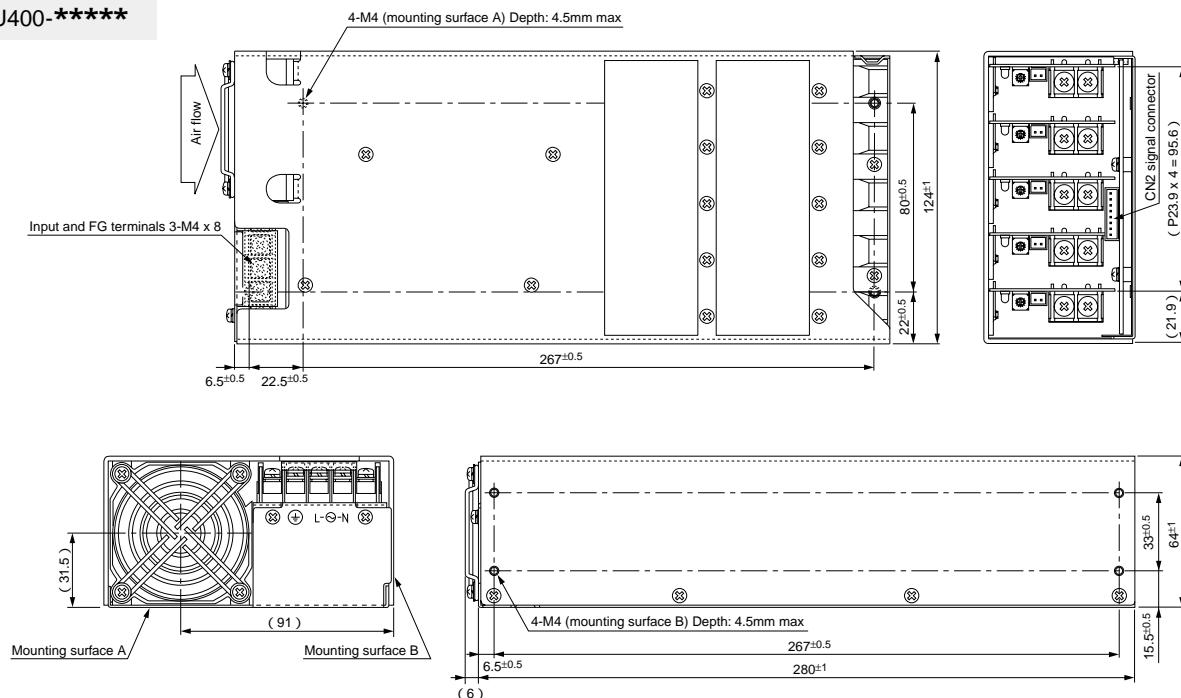 U400-*****
4-M4 (mounting surface A) Depth: 4.5mm max
Air flow
Input and FG terminals 3-M4 x 8
80±0.5
124±1
22±0.5
267±0.5
6.5±0.5
22.5±0.5
CN2 signal connector
( P23.9 x 4 = 95.6 )
( 21.9 )
L-N
( 31.5 )
( 91 )
Mounting surface A
Mounting surface B
4-M4 (mounting surface B) Depth: 4.5mm max
33±0.5
64±1
15.5±0.5
267±0.5
6.5±0.5
280±1
( 6 )